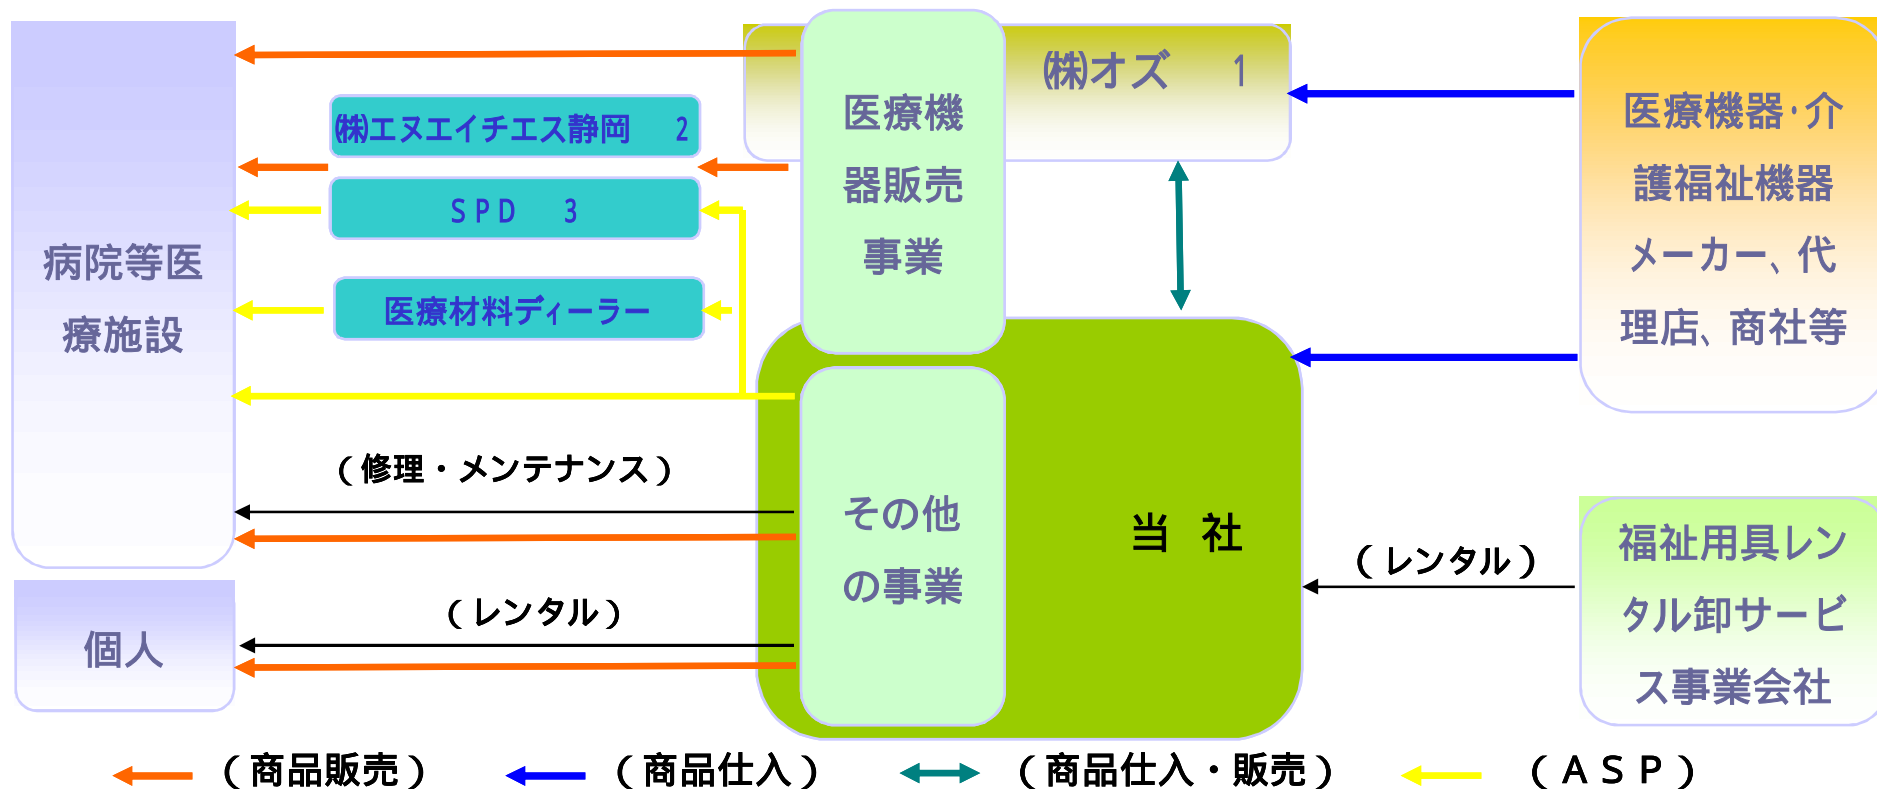 病院等医
療施設
個人
㈱エヌエイチエス静岡　2
ＳＰＤ　3
医療材料ディーラー
（修理・メンテナンス）
（レンタル）
医療機
器販売
事業
㈱オズ　1
その他
の事業
当　社
（レンタル）
医療機器･介
護福祉機器
メーカー、代
理店、商社等
福祉用具レン
タル卸サービ
ス事業会社
（商品販売）
（商品仕入）
（商品仕入・販売）
（ＡＳＰ）